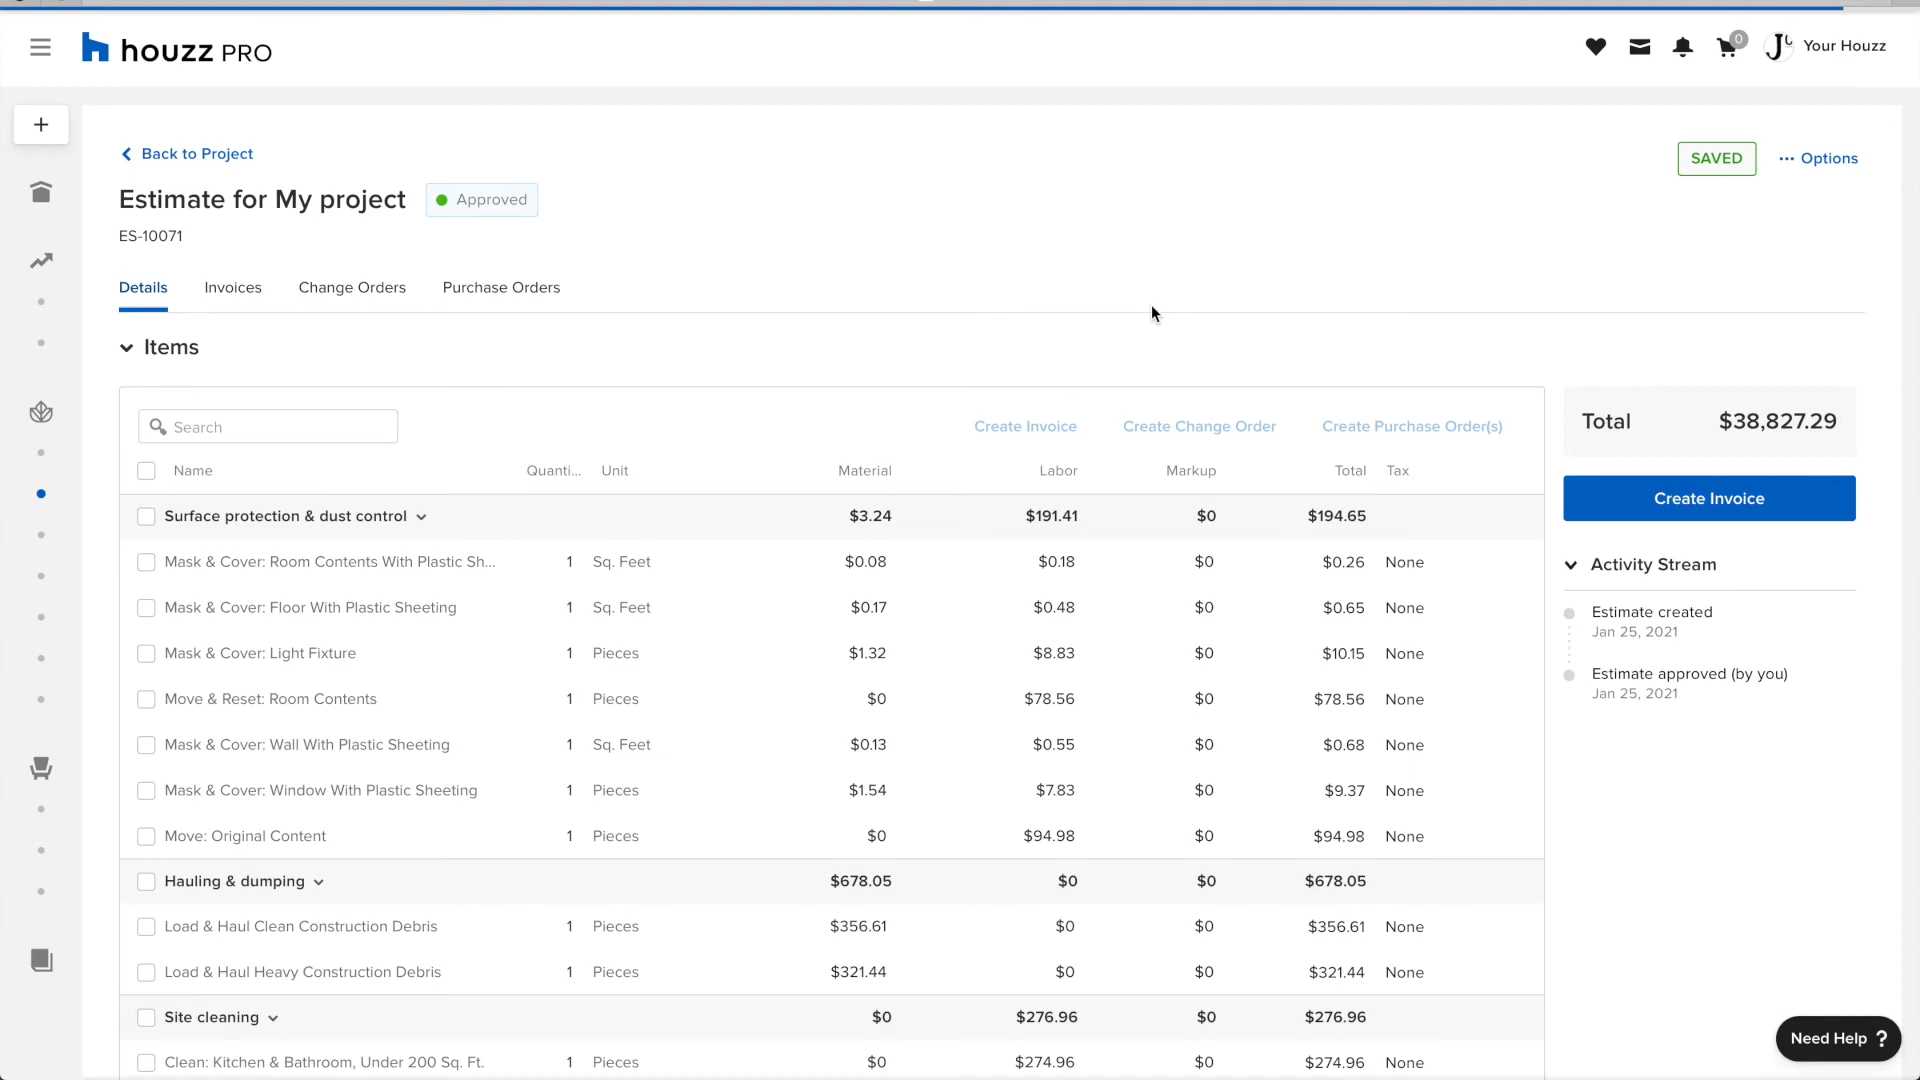 houzz PRO
0
Your Houzz
Back to Project
SAVED
··· Options
Estimate for My project
Approved
ES-10071
Details Invoices Change Orders Purchase Orders
Items
Search
Create Invoice Create Change Order Create Purchase Order(s)
Name Quanti... Unit Material Labor Markup Total Tax
Surface protection & dust control $3.24 $191.41 $0 $194.65
Mask & Cover: Room Contents With Plastic Sh... 1 Sq. Feet $0.08 $0.18 $0 $0.26 None
Mask & Cover: Floor With Plastic Sheeting 1 Sq. Feet $0.17 $0.48 $0 $0.65 None
Mask & Cover: Light Fixture 1 Pieces $1.32 $8.83 $0 $10.15 None
Move & Reset: Room Contents 1 Pieces $0 $78.56 $0 $78.56 None
Mask & Cover: Wall With Plastic Sheeting 1 Sq. Feet $0.13 $0.55 $0 $0.68 None
Mask & Cover: Window With Plastic Sheeting 1 Pieces $1.54 $7.83 $0 $9.37 None
Move: Original Content 1 Pieces $0 $94.98 $0 $94.98 None
Hauling & dumping $678.05 $0 $0 $678.05
Load & Haul Clean Construction Debris 1 Pieces $356.61 $0 $0 $356.61 None
Load & Haul Heavy Construction Debris 1 Pieces $321.44 $0 $0 $321.44 None
Site cleaning $0 $276.96 $0 $276.96
Clean: Kitchen & Bathroom, Under 200 Sq. Ft. 1 Pieces $0 $274.96 $0 $274.96 None
Total $38,827.29
Create Invoice
Activity Stream
Estimate created
Jan 25, 2021
Estimate approved (by you)
Jan 25, 2021
Need Help ?